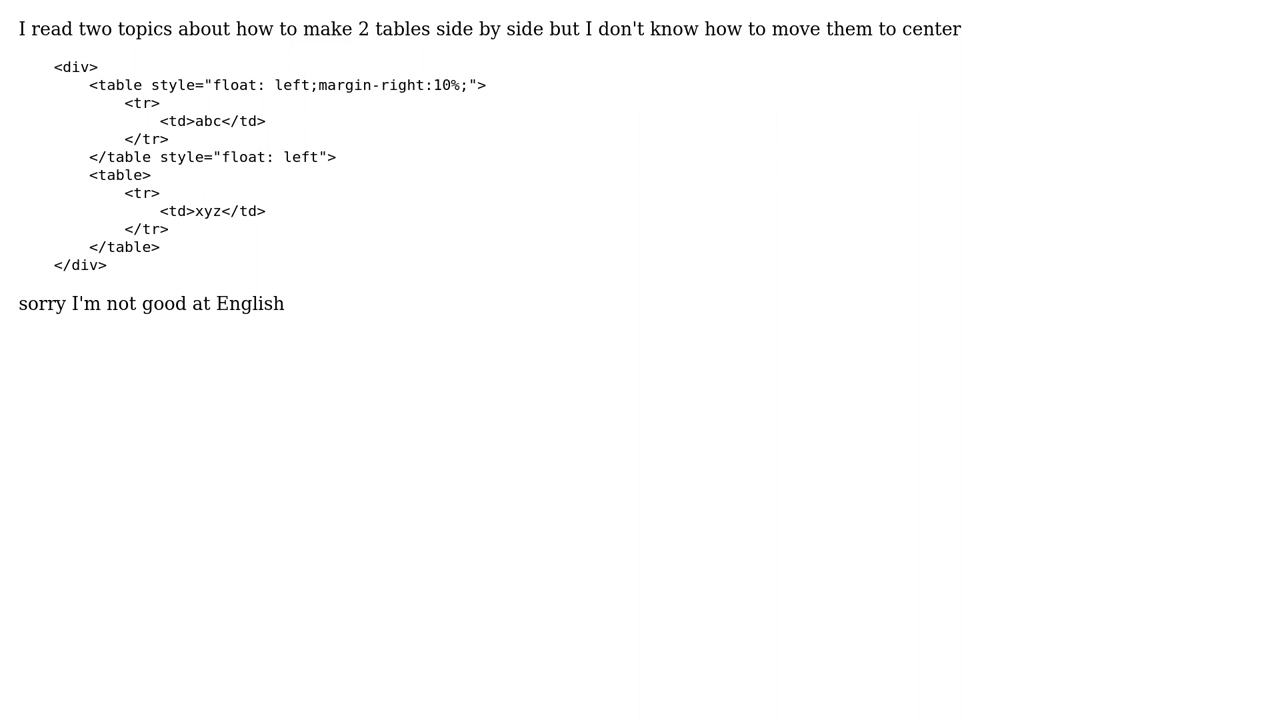 I read two topics about how to make 2 tables side by side but I don't know how to move them to center
<div>
<table style="float: left;margin-right:10%;">
<tr>
<td>abc</td>
</tr>
</table style="float: left">
<table>
<tr>
<td>xyz</td>
</tr>
</table>
</div>
sorry I'm not good at English